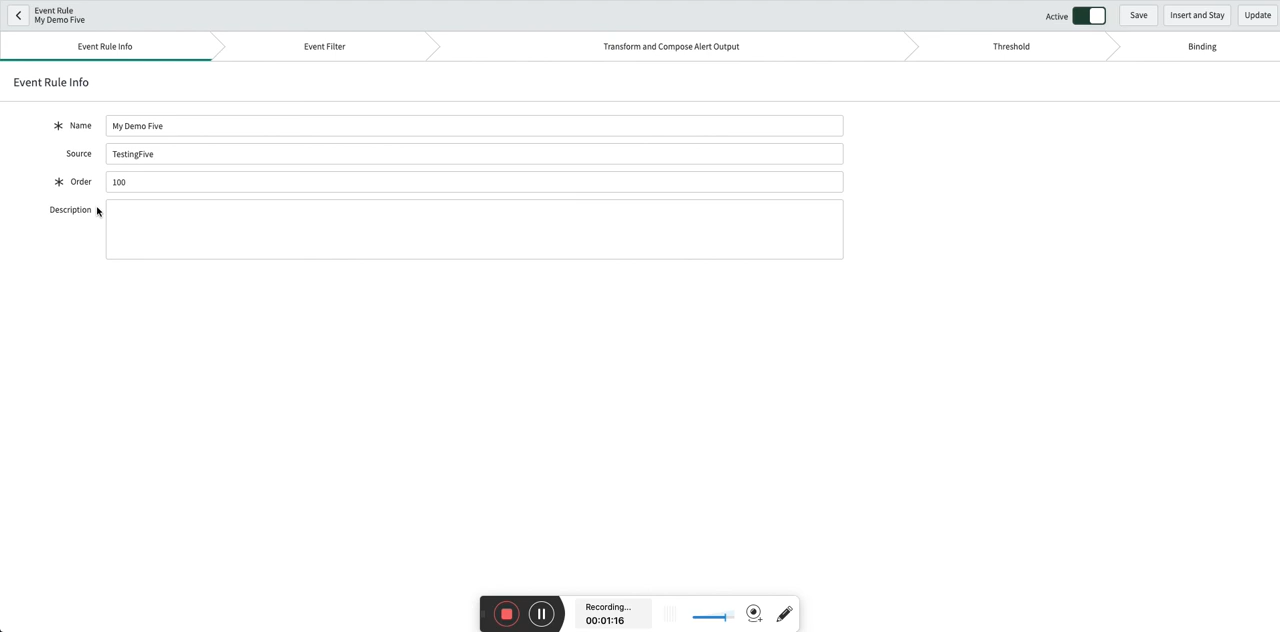 Event Rule
My Demo Five
Active
Save
Insert and Stay
Update
Event Rule Info
Event Filter
Transform and Compose Alert Output
Threshold
Binding
Event Rule Info
Name
My Demo Five
Source
TestingFive
Order
100
Description
Recording...
00:01:16